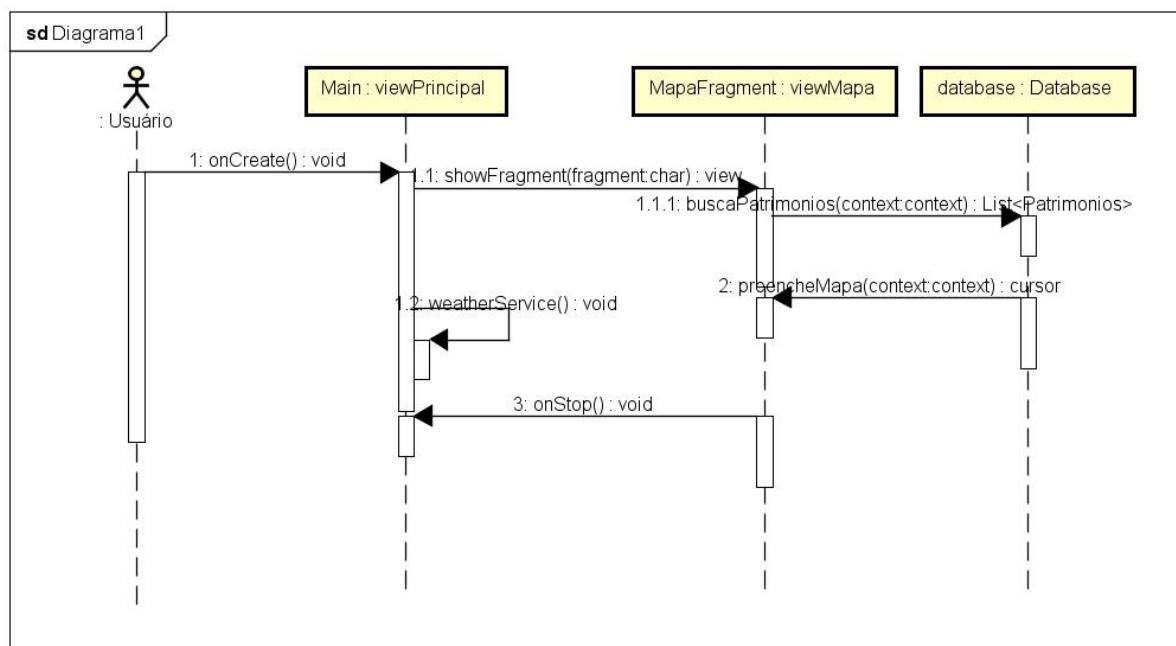 sd Diagrama1
: Usuário
Main : viewPrincipal
MapaFragment : viewMapa
database : Database
1: onCreate() : void
1.1: showFragment(fragment:char) : view
1.1.1: buscaPatrimonios(context:context) : List<Patrimonios>
2: preencheMapa(context:context) : cursor
1.2: weatherService() : void
3: onStop() : void